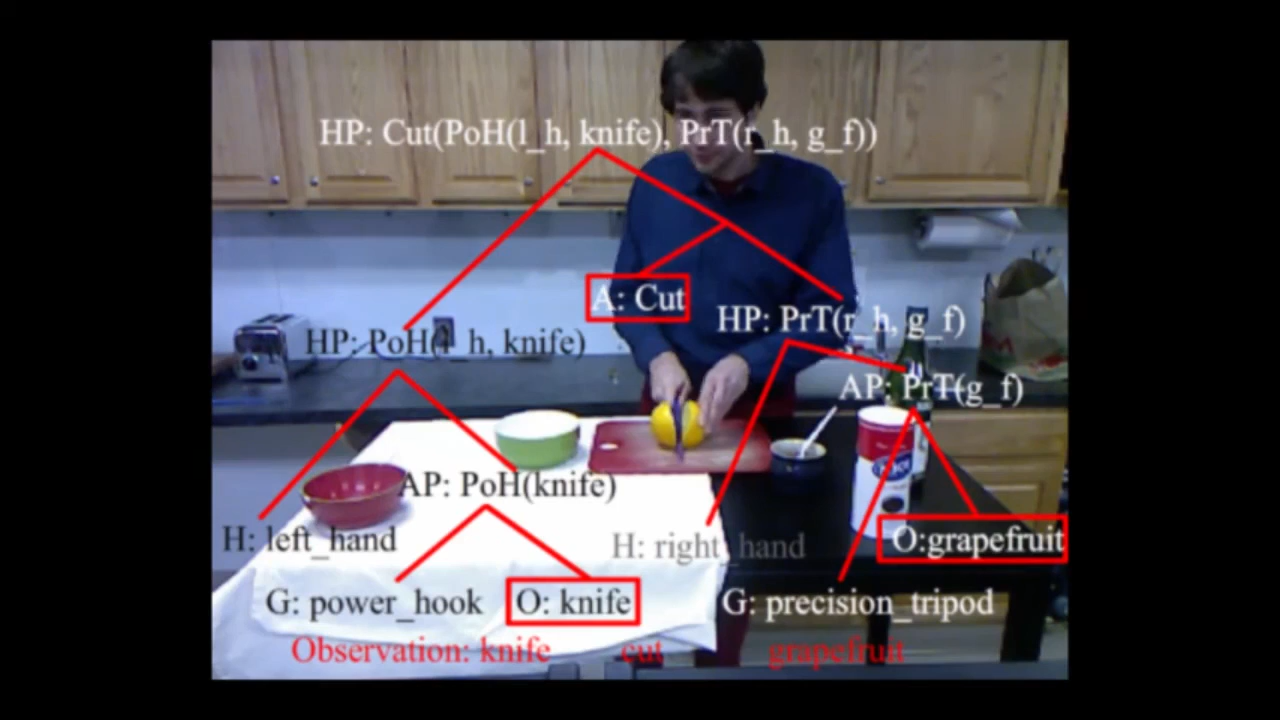 HP: Cut(PoH(l_h, knife), PrT(r_h, g_f))
A: Cut
HP: PrT(r_h, g_f)
HP: PoH(l_h, knife)
AP: PrT(g_f)
AP: PoH(knife)
H: left_hand
H: right_hand
O:grapefruit
G: power_hook
O: knife
G: precision_tripod
Observation: knife cut grapefruit